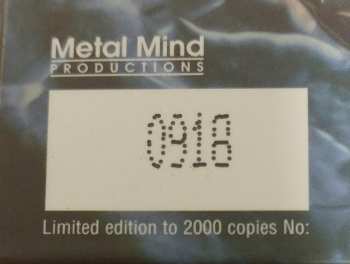 Metal Mind
PRODUCTIONS
0918
Limited edition to 2000 copies No: